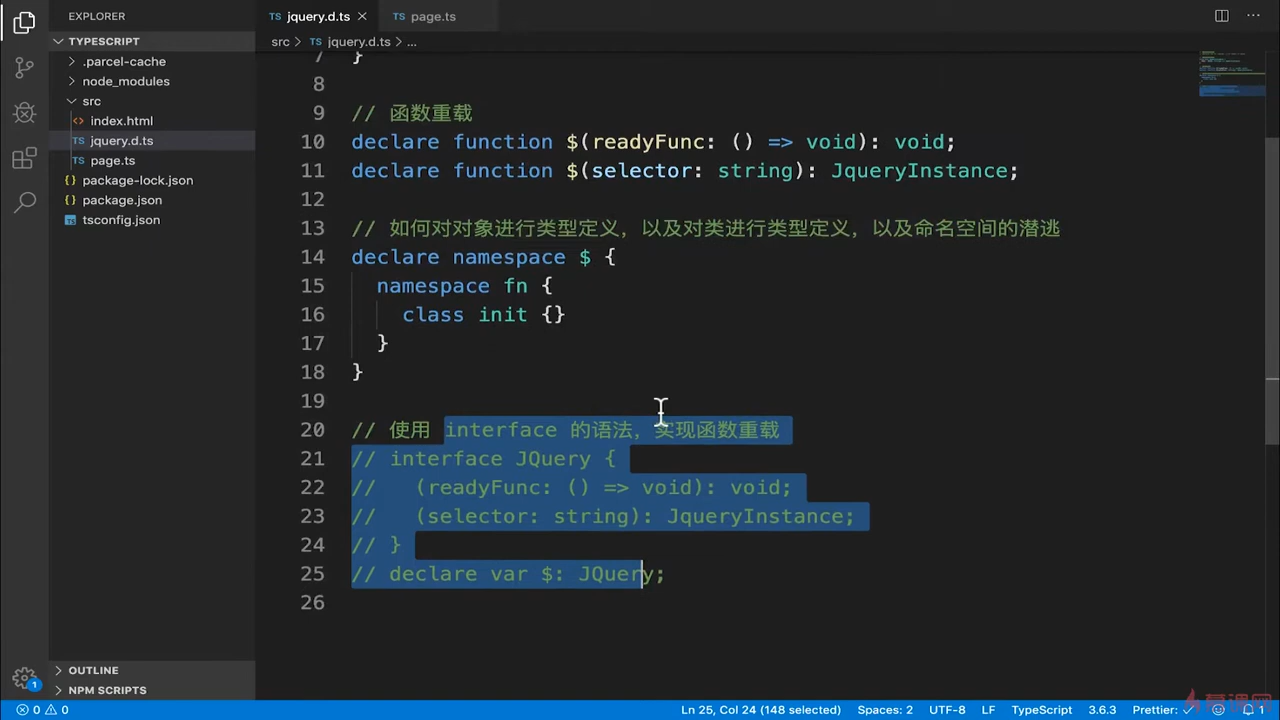 EXPLORER
jquery.d.ts
page.ts
TYPESCRIPT
src > jquery.d.ts > ...
.parcel-cache
node_modules
src
index.html
jquery.d.ts
page.ts
package-lock.json
package.json
tsconfig.json
7 }
8
9 // 函数重载
10 declare function $(readyFunc: () => void): void;
11 declare function $(selector: string): JqueryInstance;
12
13 // 如何对对象进行类型定义，以及对类进行类型定义，以及命名空间的潜逃
14 declare namespace $ {
15 namespace fn {
16 class init {}
17 }
18 }
19
20 // 使用 interface 的语法，实现函数重载
21 // interface JQuery {
22 // (readyFunc: () => void): void;
23 // (selector: string): JqueryInstance;
24 // }
25 // declare var $: JQuery;
26
OUTLINE
NPM SCRIPTS
1
0 0 Ln 25, Col 24 (148 selected) Spaces: 2 UTF-8 LF TypeScript 3.6.3 Prettier: ✓ 1
慕课网